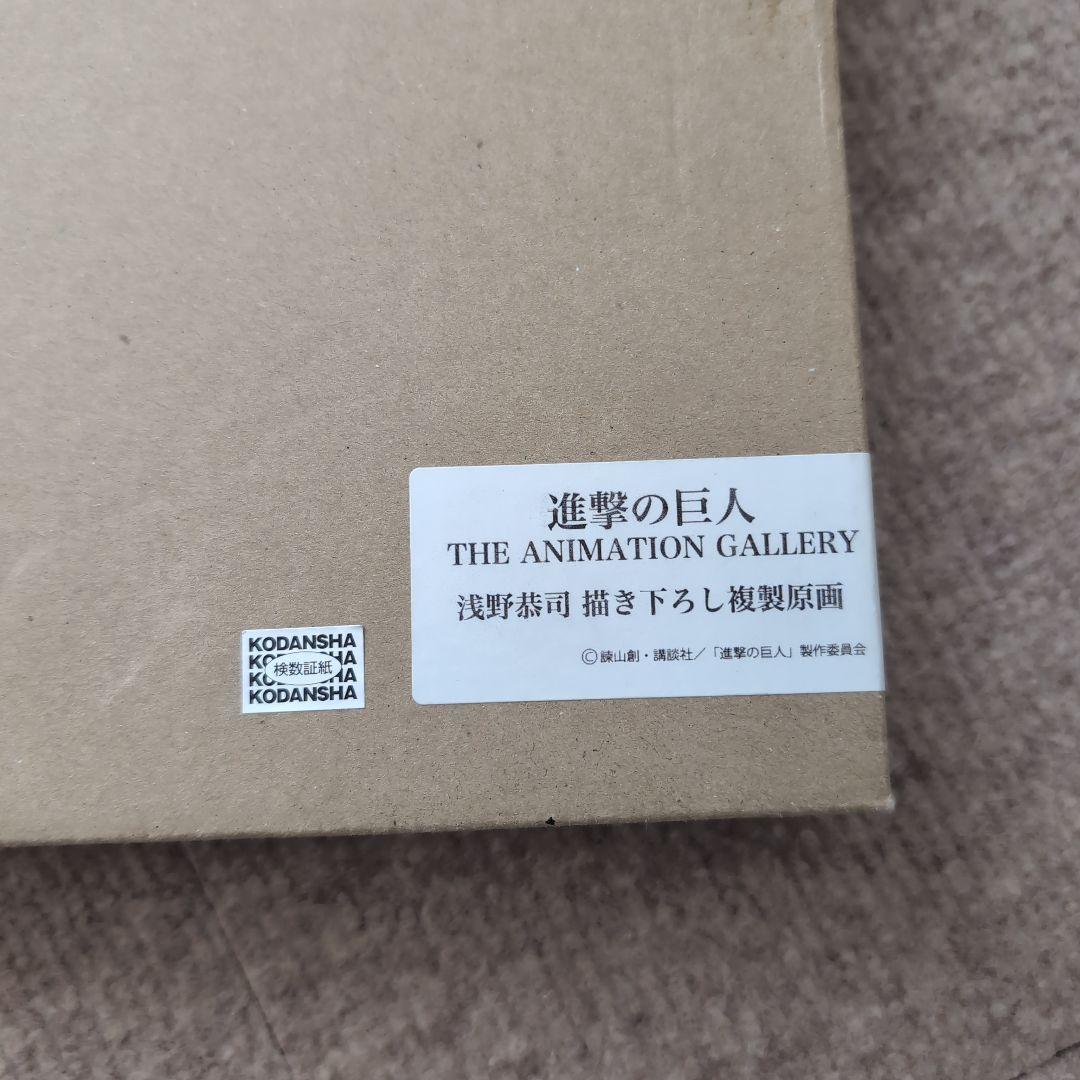 進撃の巨人
THE ANIMATION GALLERY
浅野恭司 描き下ろし複製原画
Ⓒ諫山創・講談社／「進撃の巨人」製作委員会
KODANSHA
検数証紙
KODANSHA